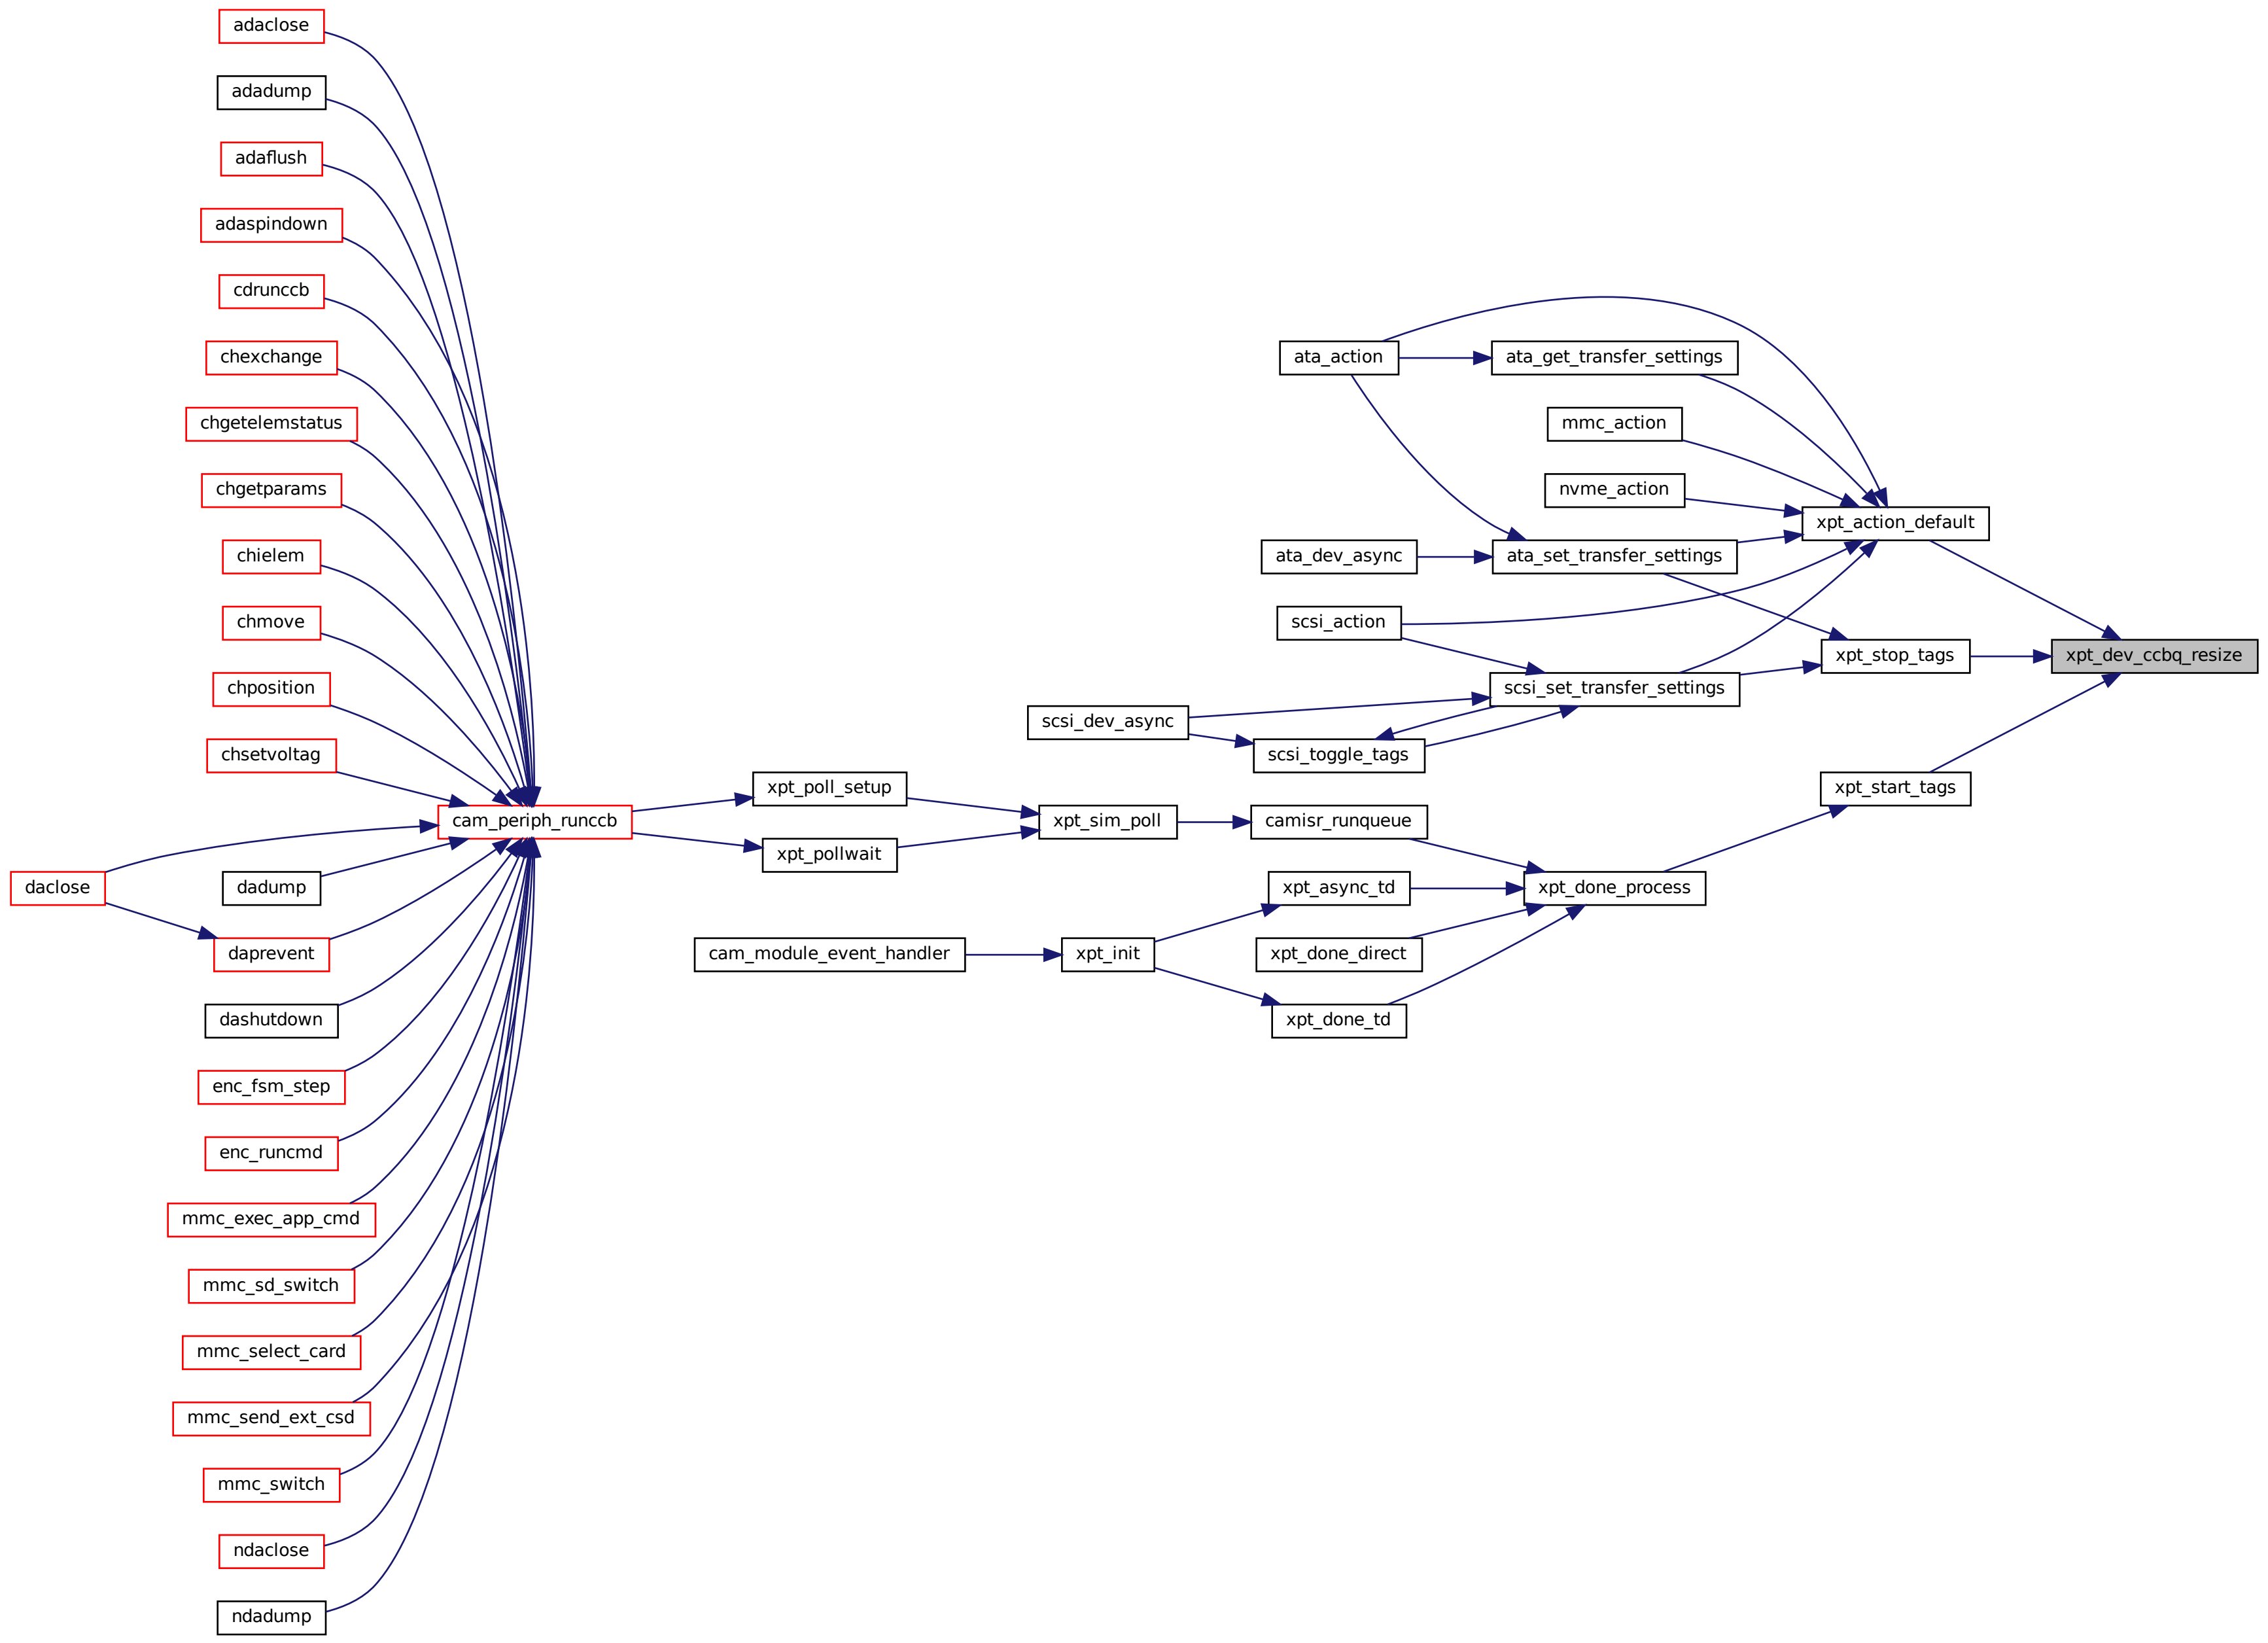 adaclose
adadump
adaflush
adaspindown
cdrunccb
chexchange
chgetelemstatus
chgetparams
chielem
chmove
chposition
chsetvoltag
daclose
dadump
daprevent
dashutdown
enc_fsm_step
enc_runcmd
mmc_exec_app_cmd
mmc_sd_switch
mmc_select_card
mmc_send_ext_csd
mmc_switch
ndaclose
ndadump
cam_periph_runccb
xpt_poll_setup
xpt_pollwait
cam_module_event_handler
xpt_sim_poll
xpt_init
scsi_dev_async
ata_action
ata_dev_async
scsi_action
scsi_toggle_tags
camisr_runqueue
xpt_async_td
xpt_done_direct
xpt_done_td
ata_get_transfer_settings
mmc_action
nvme_action
ata_set_transfer_settings
scsi_set_transfer_settings
xpt_done_process
xpt_action_default
xpt_stop_tags
xpt_start_tags
xpt_dev_ccbq_resize